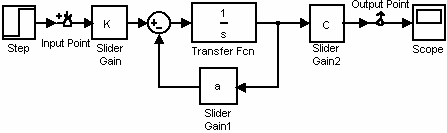 Output Point
K
1
s
C
a
Step
Input Point
Slider
Gain
Transfer Fcn
Slider
Gain2
Scope
Slider
Gain1